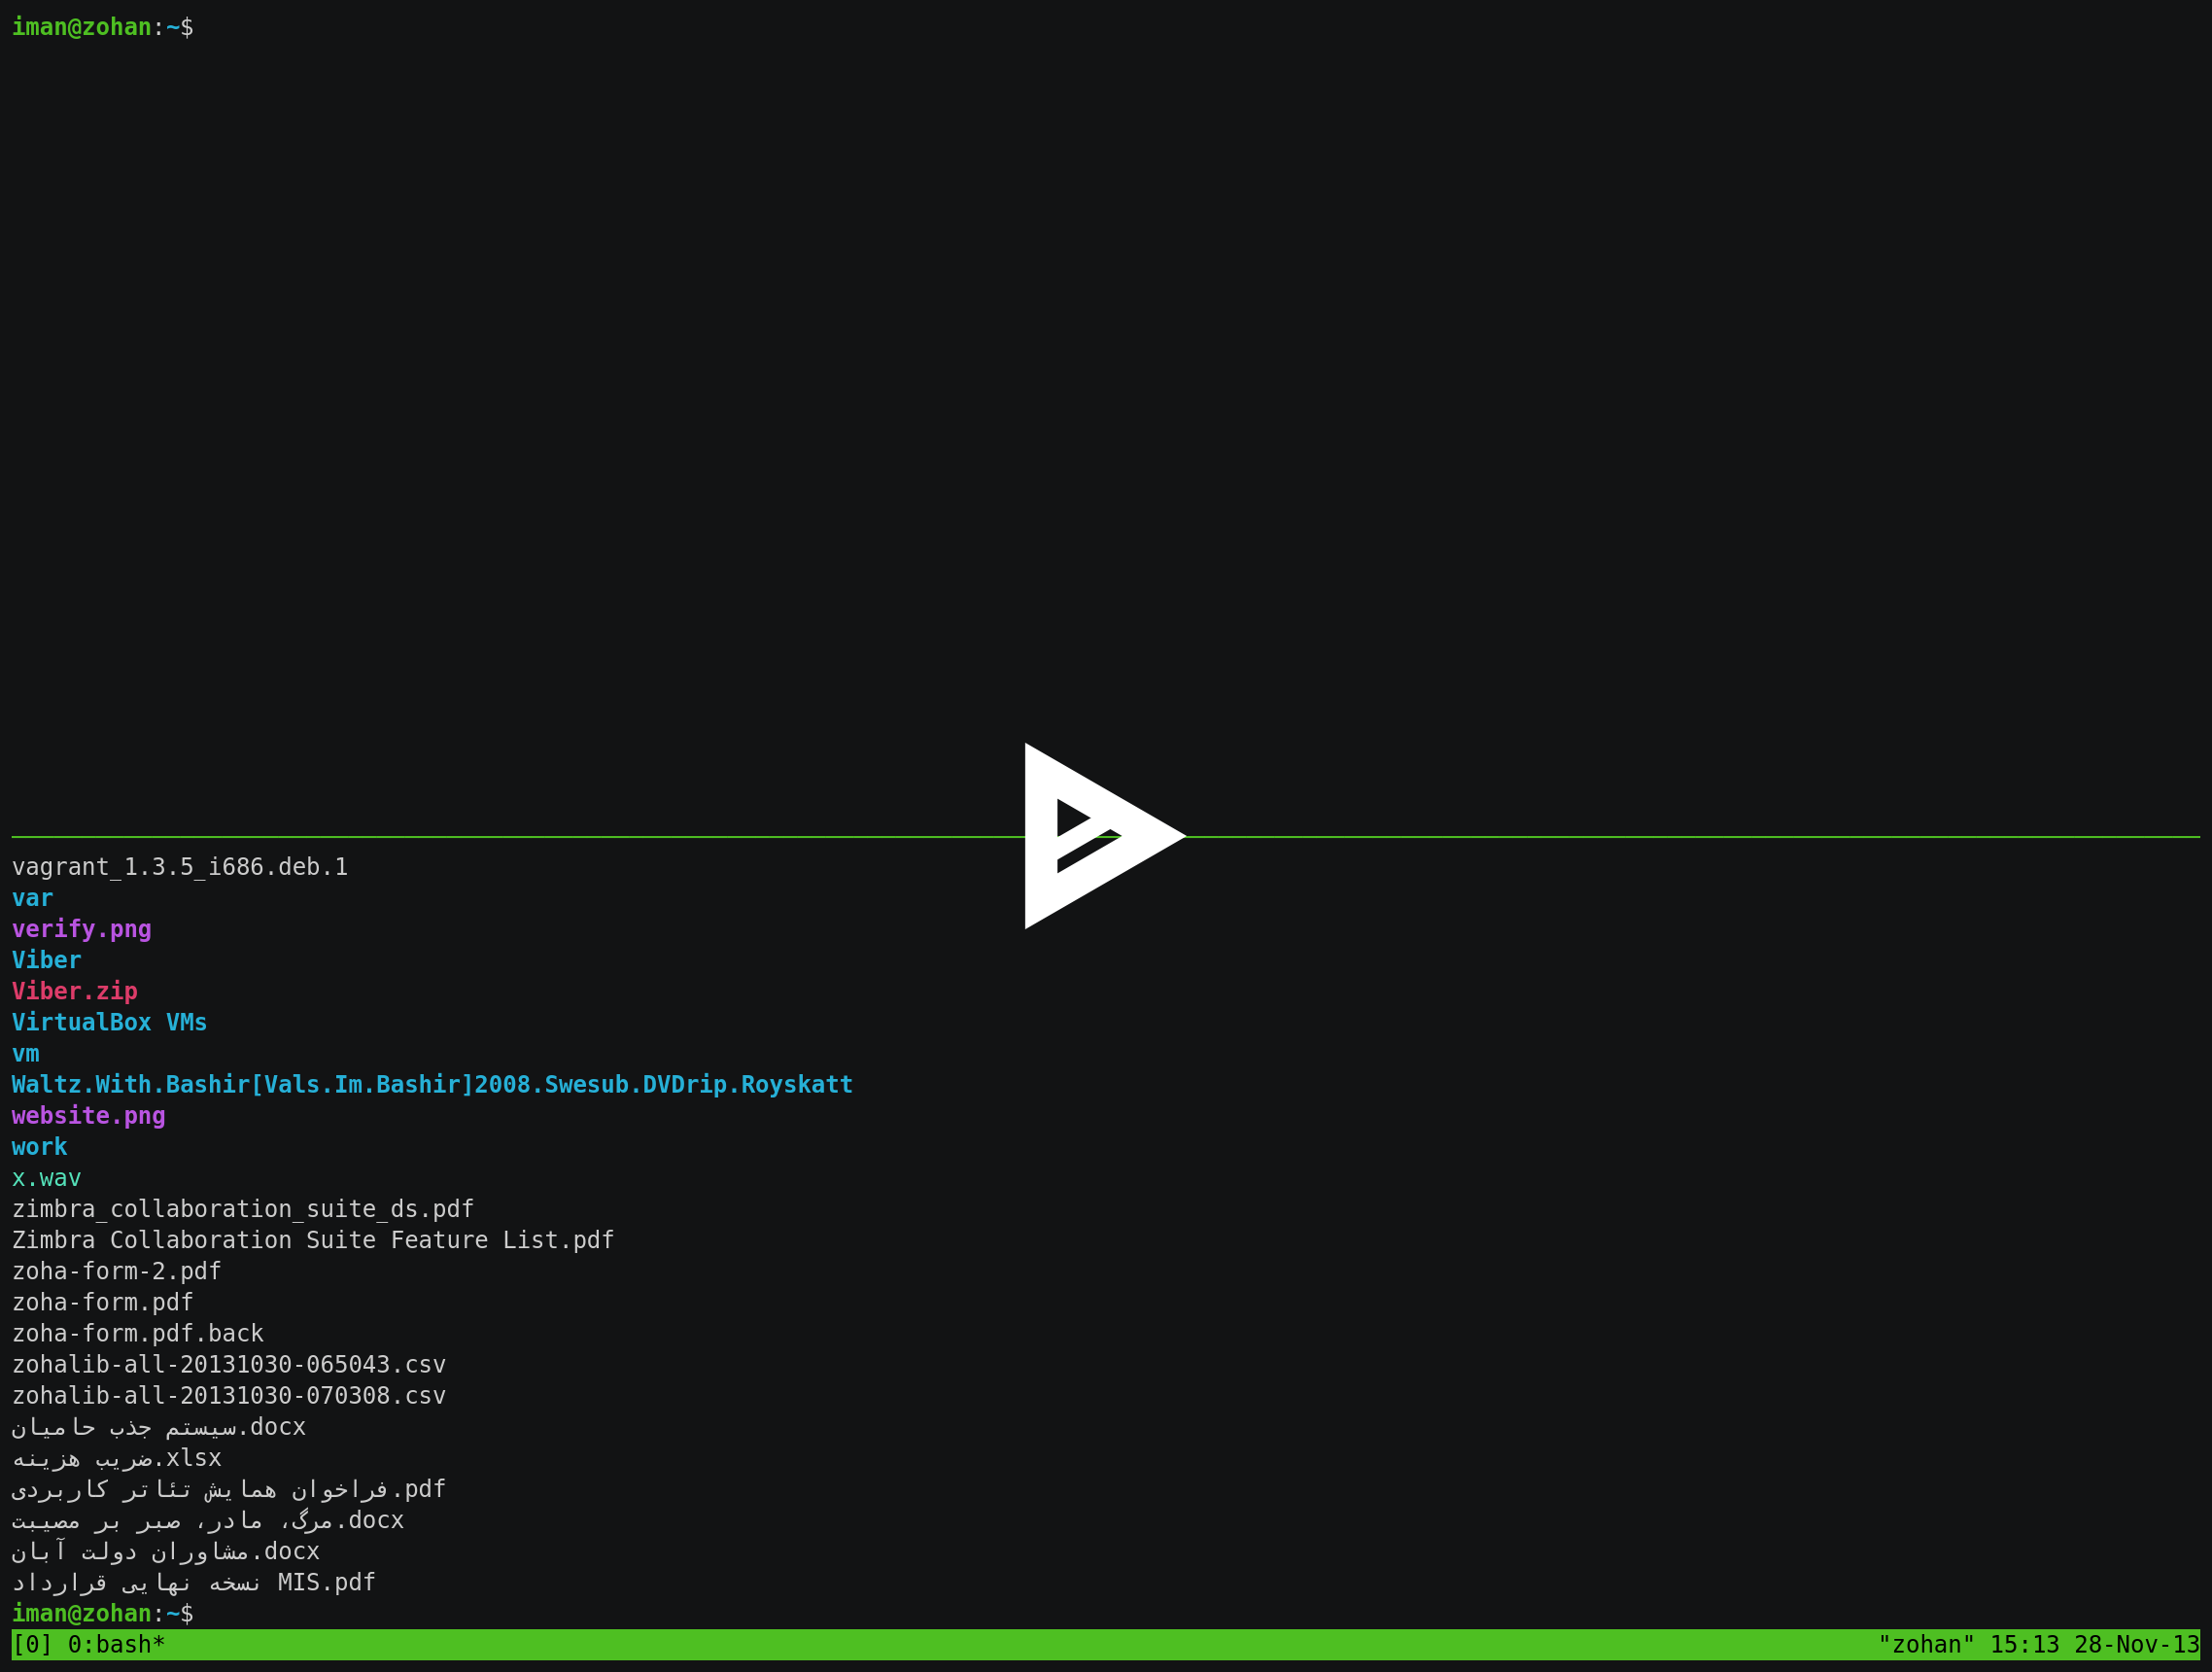 iman@zohan:~$
vagrant_1.3.5_i686.deb.1
var
verify.png
Viber
Viber.zip
VirtualBox VMs
vm
Waltz.With.Bashir[Vals.Im.Bashir]2008.Swesub.DVDrip.Royskatt
website.png
work
x.wav
zimbra_collaboration_suite_ds.pdf
Zimbra Collaboration Suite Feature List.pdf
zoha-form-2.pdf
zoha-form.pdf
zoha-form.pdf.back
zohalib-all-20131030-065043.csv
zohalib-all-20131030-070308.csv
سیستم جذب حامیان.docx
ضریب هزینه.xlsx
فراخوان همایش تئاتر کاربردی.pdf
مرگ، مادر، صبر بر مصیبت.docx
مشاوران دولت آبان.docx
نسخه نهایی قرارداد MIS.pdf
iman@zohan:~$
[0] 0:bash* "zohan" 15:13 28-Nov-13